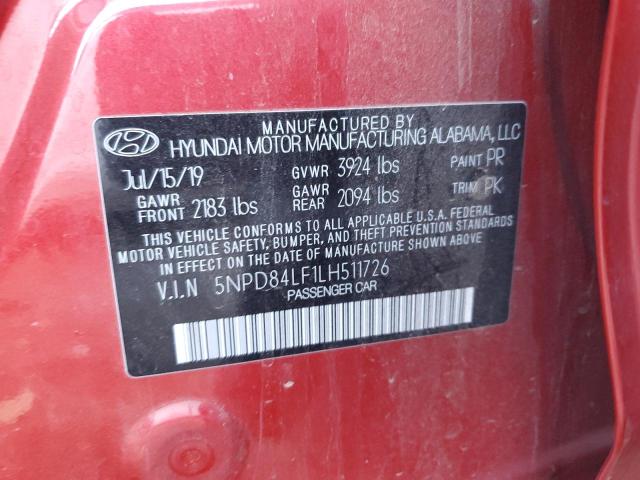 MANUFACTURED BY
HYUNDAI MOTOR MANUFACTURING ALABAMA, LLC
Jul/15/19 GVWR 3924 lbs PAINT PR
GAWR FRONT 2183 lbs GAWR REAR 2094 lbs TRIM PK
THIS VEHICLE CONFORMS TO ALL APPLICABLE U.S.A. FEDERAL
MOTOR VEHICLE SAFETY, BUMPER, AND THEFT PREVENTION STANDARDS
IN EFFECT ON THE DATE OF MANUFACTURE SHOWN ABOVE.
V.I.N 5NPD84LF1LH511726
PASSENGER CAR